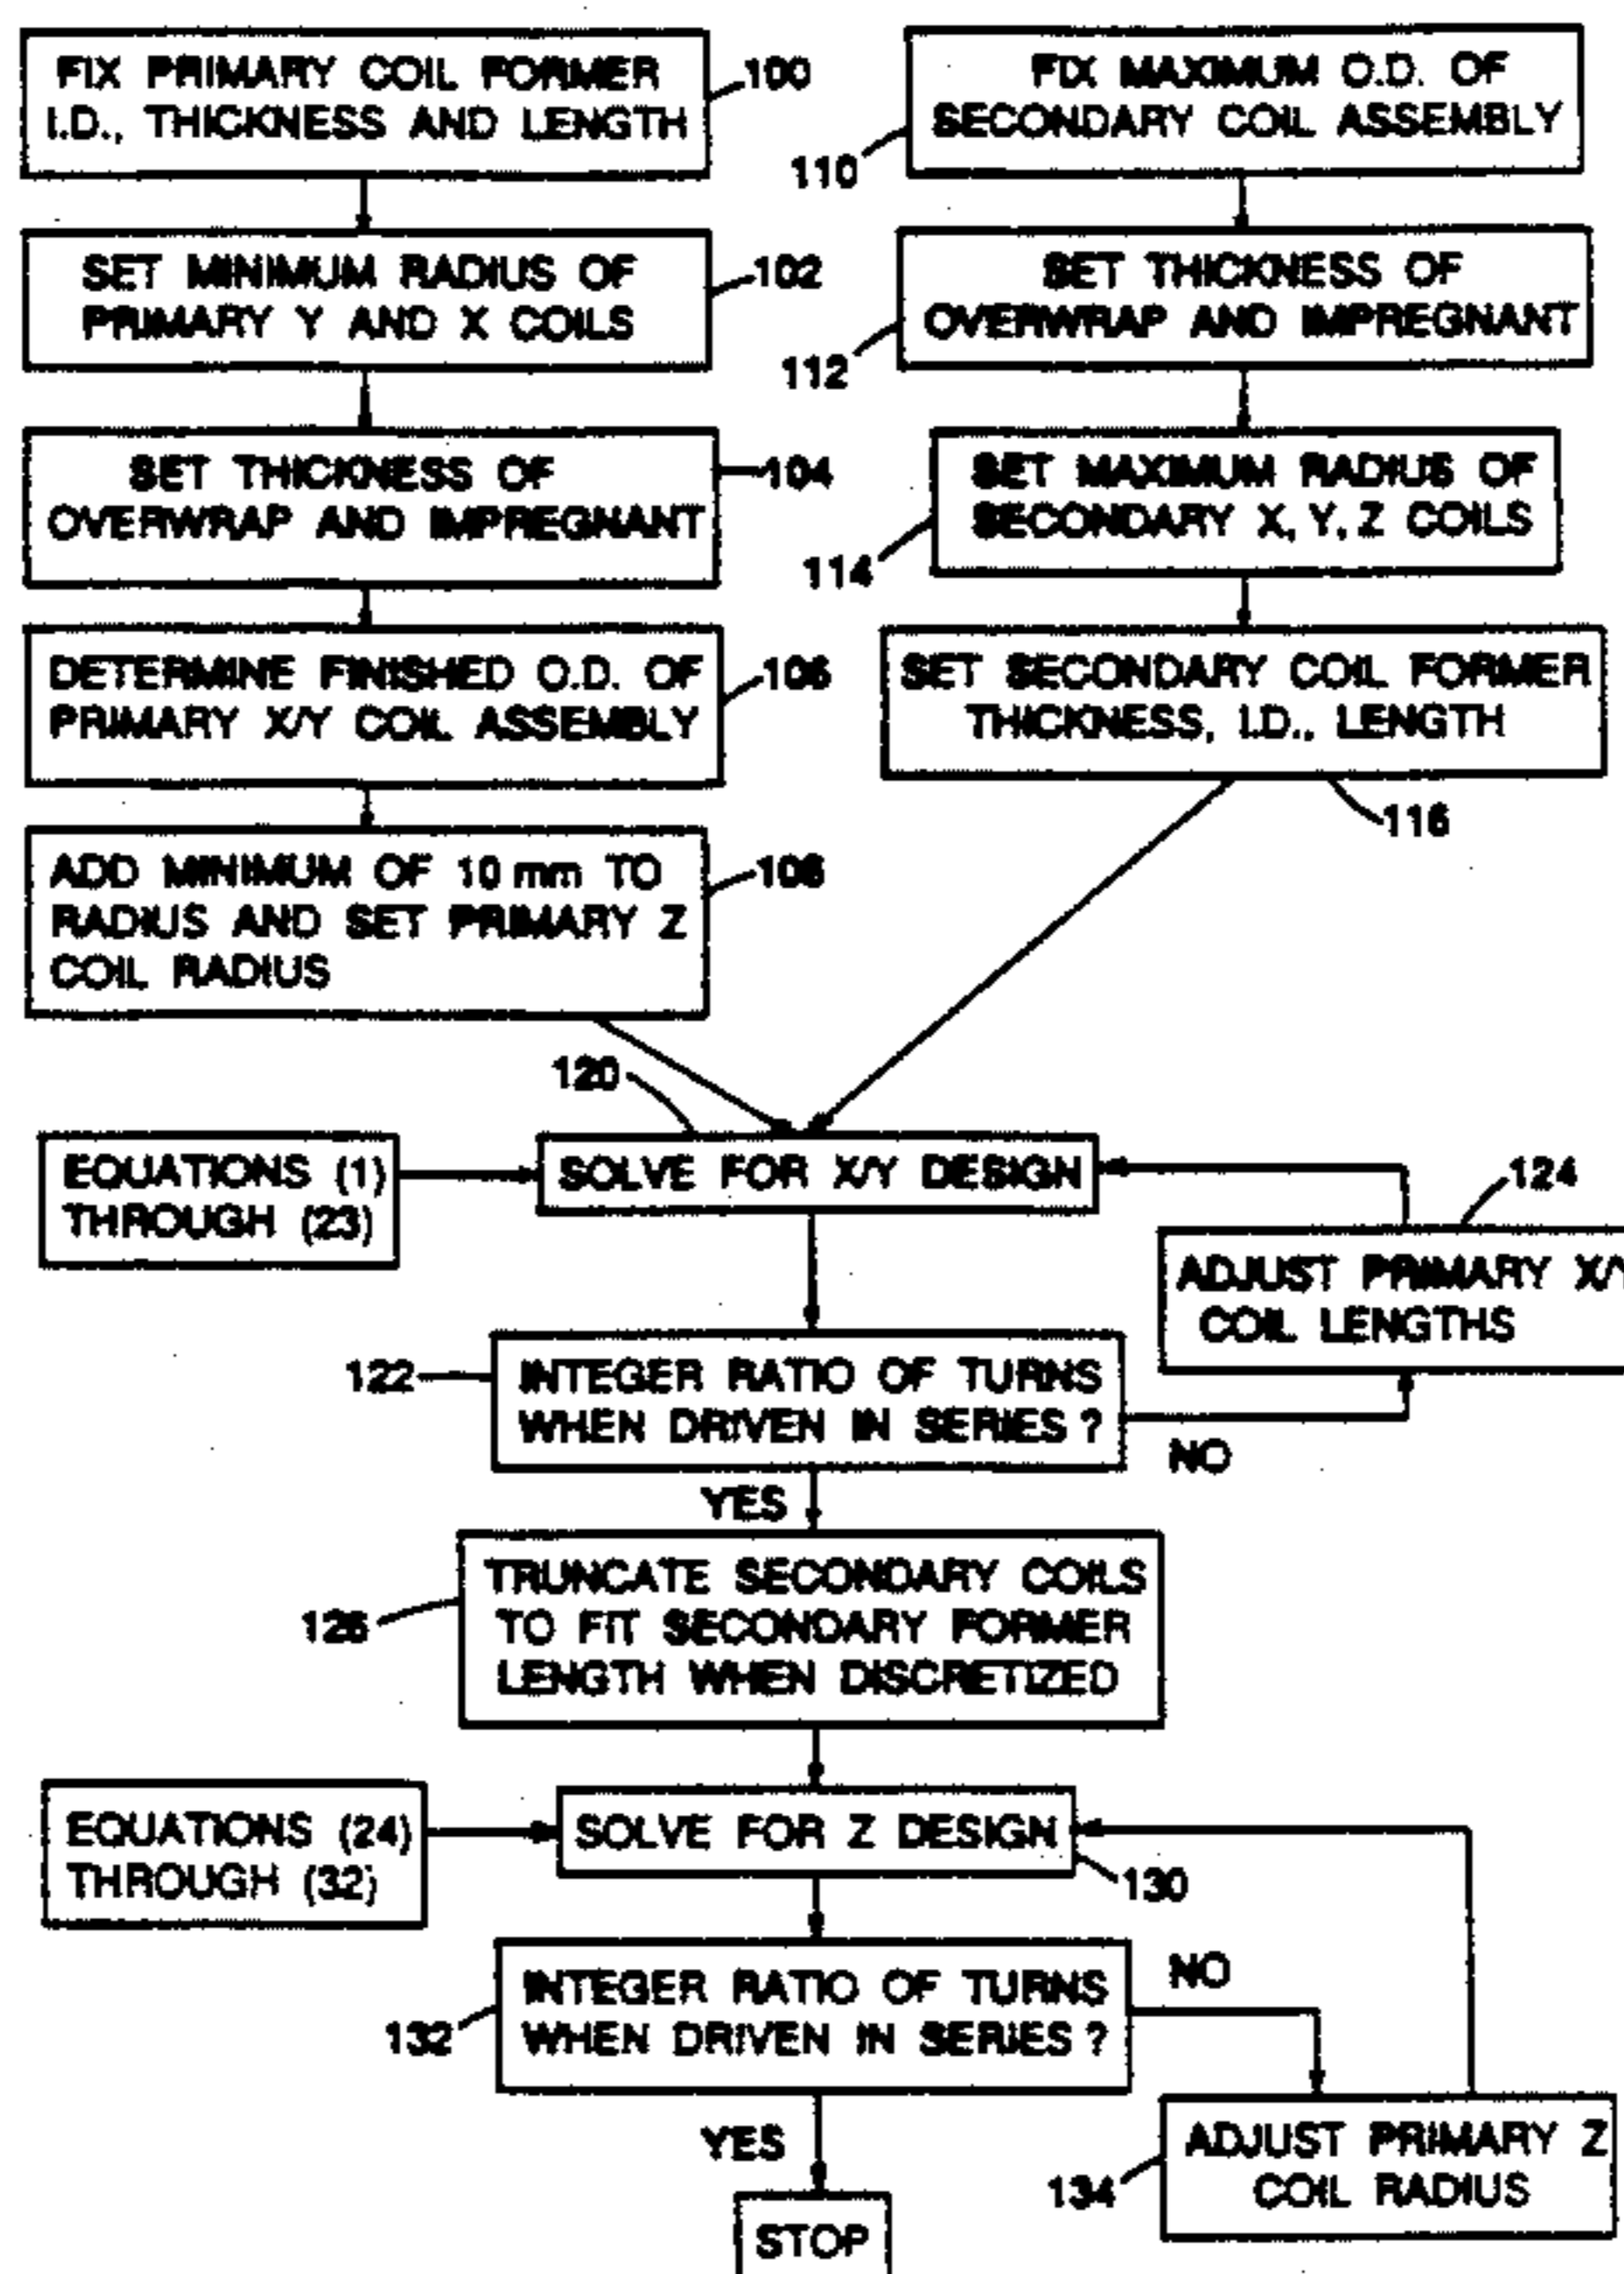 FIX PRIMARY COIL FORMER
I.D., THICKNESS AND LENGTH
100
SET MINIMUM RADIUS OF
PRIMARY Y AND X COILS
102
SET THICKNESS OF
OVERWRAP AND IMPREGNANT
104
DETERMINE FINISHED O.D. OF
PRIMARY X/Y COIL ASSEMBLY
106
ADD MINIMUM OF 10 mm TO
RADIUS AND SET PRIMARY Z
COIL RADIUS
108
FIX MAXIMUM O.D. OF
SECONDARY COIL ASSEMBLY
110
SET THICKNESS OF
OVERWRAP AND IMPREGNANT
112
SET MAXIMUM RADIUS OF
SECONDARY X, Y, Z COILS
114
SET SECONDARY COIL FORMER
THICKNESS, I.D., LENGTH
116
120
EQUATIONS (1)
THROUGH (23)
SOLVE FOR X/Y DESIGN
124
ADJUST PRIMARY X/Y
COIL LENGTHS
122
INTEGER RATIO OF TURNS
WHEN DRIVEN IN SERIES ?
NO
YES
126
TRUNCATE SECONDARY COILS
TO FIT SECONDARY FORMER
LENGTH WHEN DISCRETIZED
EQUATIONS (24)
THROUGH (32)
SOLVE FOR Z DESIGN
130
132
INTEGER RATIO OF TURNS
WHEN DRIVEN IN SERIES ?
NO
YES
134
ADJUST PRIMARY Z
COIL RADIUS
STOP